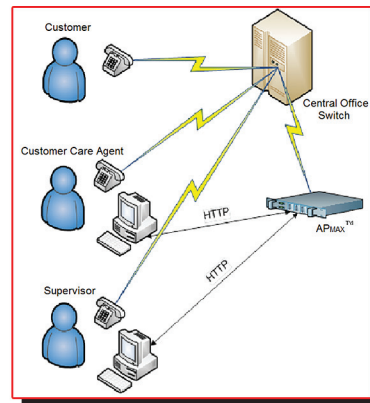 Customer
Central Office
Switch
Customer Care Agent
HTTP
APMAX™
HTTP
Supervisor